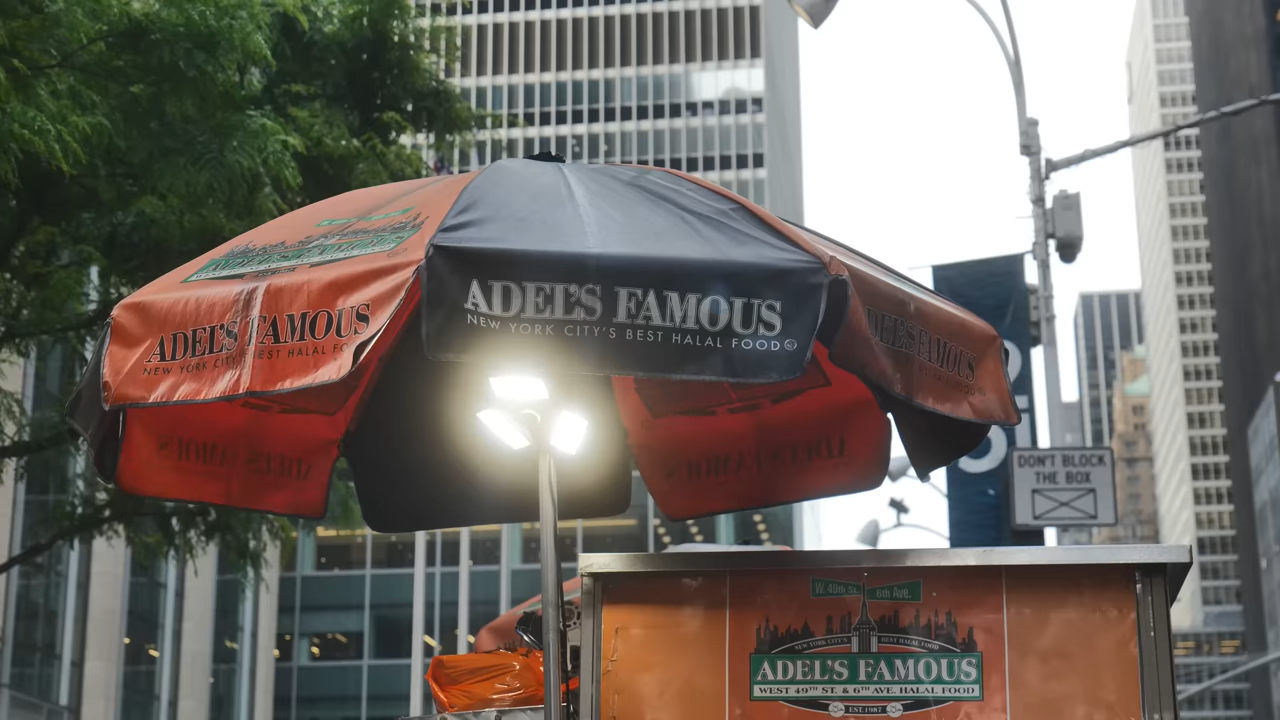 ADEL'S FAMOUS
NEW YORK CITY'S BEST HALAL FOOD
ADEL'S FAMOUS
NEW YORK CITY'S BEST HALAL
ADEL'S FAMOUS
DON'T BLOCK
THE BOX
W. 49th St. 6th Ave.
NEW YORK CITY'S BEST HALAL FOOD
ADEL'S FAMOUS
WEST 49TH ST. & 6TH AVE. HALAL FOOD
EST. 1987